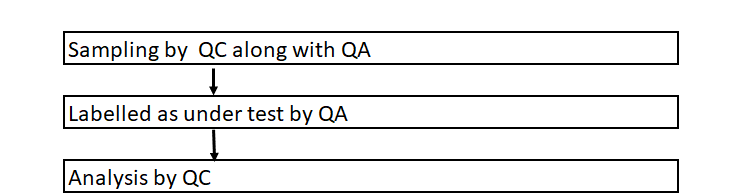 Sampling by  QC along with QA
Labelled as under test by QA
Analysis by QC